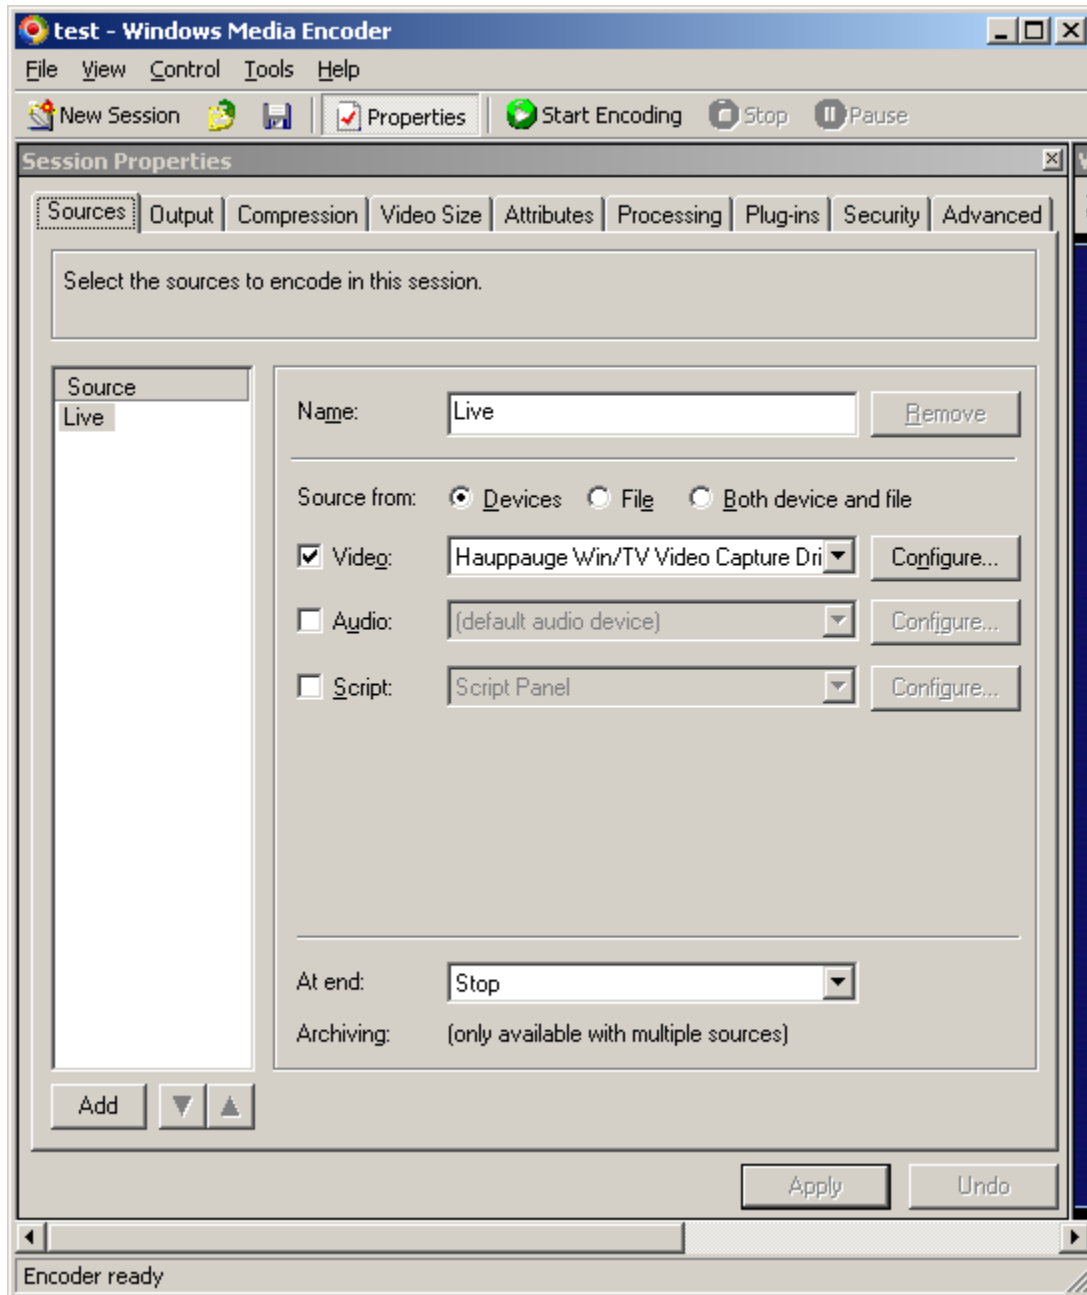 test - Windows Media Encoder
File View Control Tools Help
New Session Properties Start Encoding Stop Pause
Session Properties
Sources Output Compression Video Size Attributes Processing Plug-ins Security Advanced
Select the sources to encode in this session.
Source
Live
Name: Live Remove
Source from: Devices File Both device and file
Video: Hauppauge Win/TV Video Capture Dri Configure...
Audio: (default audio device) Configure...
Script: Script Panel Configure...
At end: Stop
Archiving: (only available with multiple sources)
Add
Apply Undo
Encoder ready